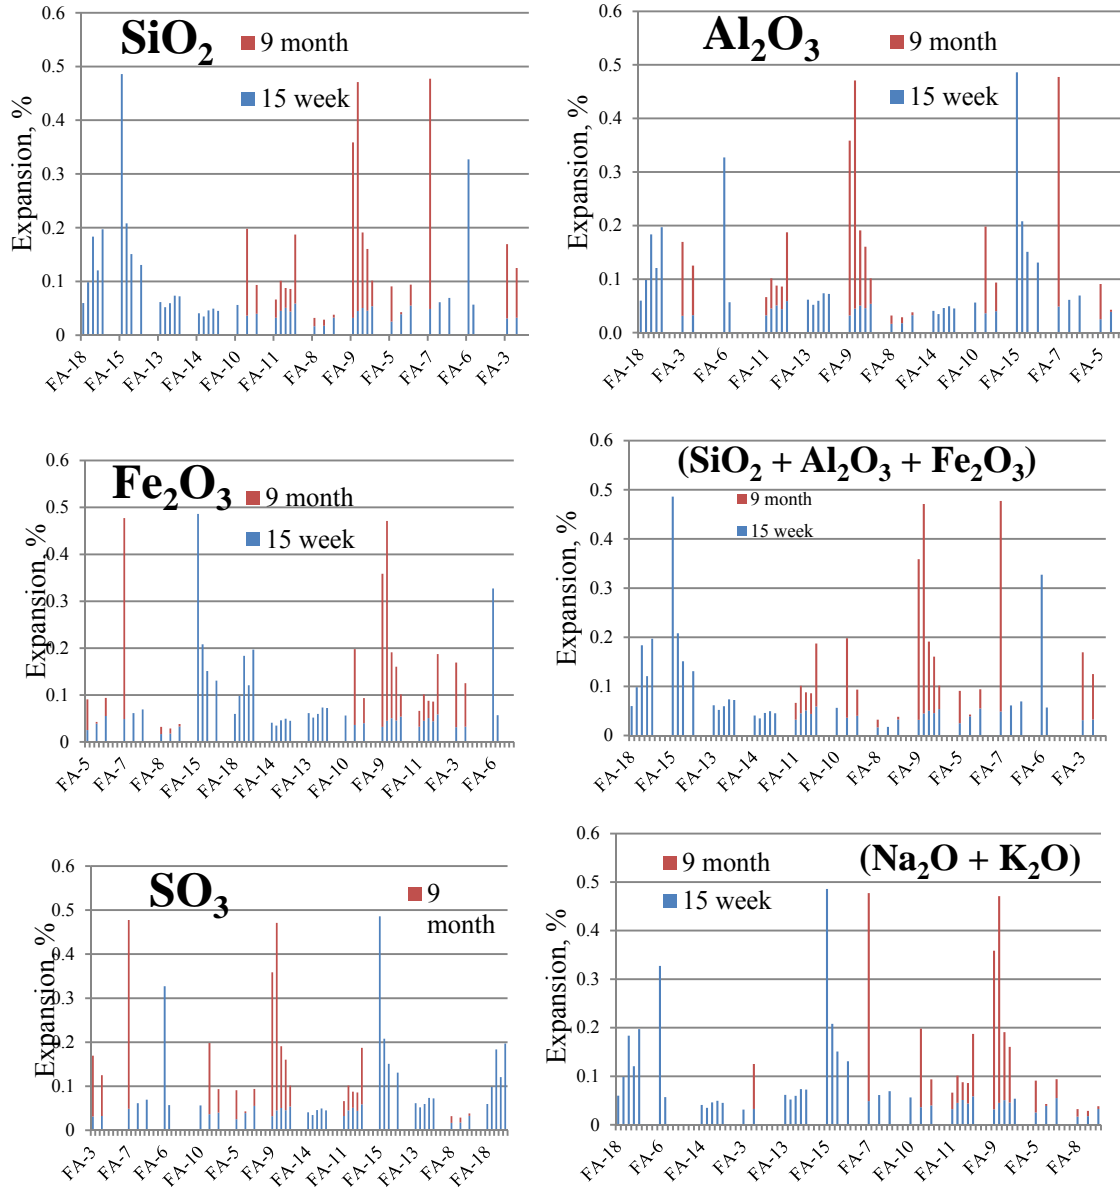 SiO2
9 month
15 week
Expansion, %
0.6
0.5
0.4
0.3
0.2
0.1
0
FA-18
FA-15
FA-13
FA-14
FA-10
FA-11
FA-8
FA-9
FA-5
FA-7
FA-6
FA-3
Al2O3
9 month
15 week
Expansion, %
0.6
0.5
0.4
0.3
0.2
0.1
0.0
FA-18
FA-3
FA-6
FA-11
FA-13
FA-9
FA-8
FA-14
FA-10
FA-15
FA-7
FA-5
Fe2O3
9 month
15 week
Expansion, %
0.6
0.5
0.4
0.3
0.2
0.1
0
FA-5
FA-7
FA-8
FA-15
FA-18
FA-14
FA-13
FA-10
FA-9
FA-11
FA-3
FA-6
(SiO2 + Al2O3 + Fe2O3)
9 month
15 week
Expansion, %
0.6
0.5
0.4
0.3
0.2
0.1
0
FA-18
FA-15
FA-13
FA-14
FA-11
FA-10
FA-8
FA-9
FA-5
FA-7
FA-6
FA-3
SO3
9
month
Expansion, %
0.6
0.5
0.4
0.3
0.2
0.1
0
FA-3
FA-7
FA-6
FA-10
FA-5
FA-9
FA-14
FA-11
FA-15
FA-13
FA-8
FA-18
(Na2O + K2O)
9 month
15 week
Expansion, %
0.6
0.5
0.4
0.3
0.2
0.1
0
FA-18
FA-6
FA-14
FA-3
FA-13
FA-15
FA-7
FA-10
FA-11
FA-9
FA-5
FA-8